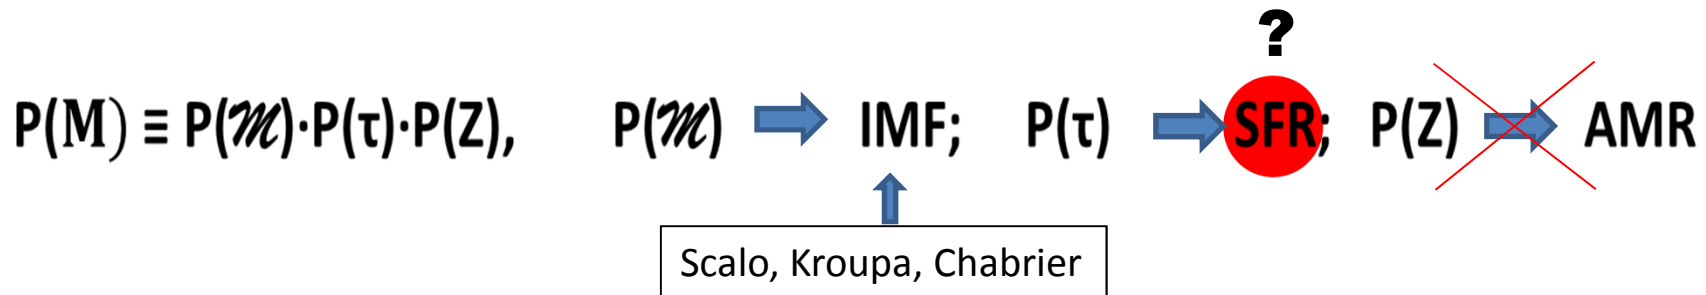 ?
P(M) ≡ P(ℳ)·P(τ)·P(Z), P(ℳ) IMF; P(τ) SFR; P(Z) AMR
Scalo, Kroupa, Chabrier